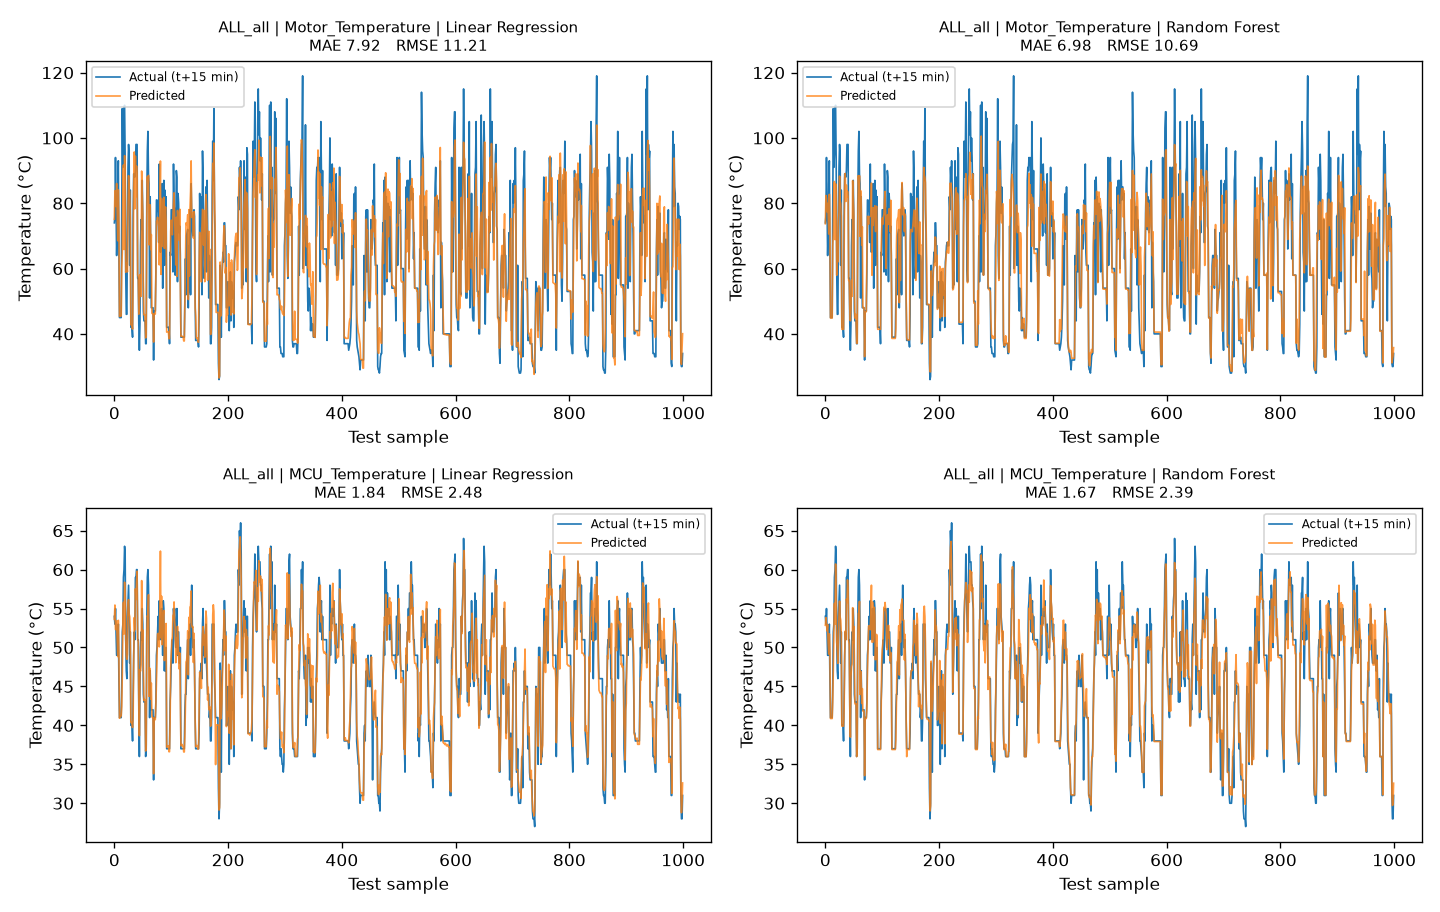 ALL_all | Motor_Temperature | Linear Regression
MAE 7.92 RMSE 11.21
Actual (t+15 min)
Predicted
120
100
80
60
40
Temperature (°C)
0 200 400 600 800 1000
Test sample
ALL_all | Motor_Temperature | Random Forest
MAE 6.98 RMSE 10.69
Actual (t+15 min)
Predicted
120
100
80
60
40
Temperature (°C)
0 200 400 600 800 1000
Test sample
ALL_all | MCU_Temperature | Linear Regression
MAE 1.84 RMSE 2.48
Actual (t+15 min)
Predicted
65
60
55
50
45
40
35
30
Temperature (°C)
0 200 400 600 800 1000
Test sample
ALL_all | MCU_Temperature | Random Forest
MAE 1.67 RMSE 2.39
Actual (t+15 min)
Predicted
65
60
55
50
45
40
35
30
Temperature (°C)
0 200 400 600 800 1000
Test sample